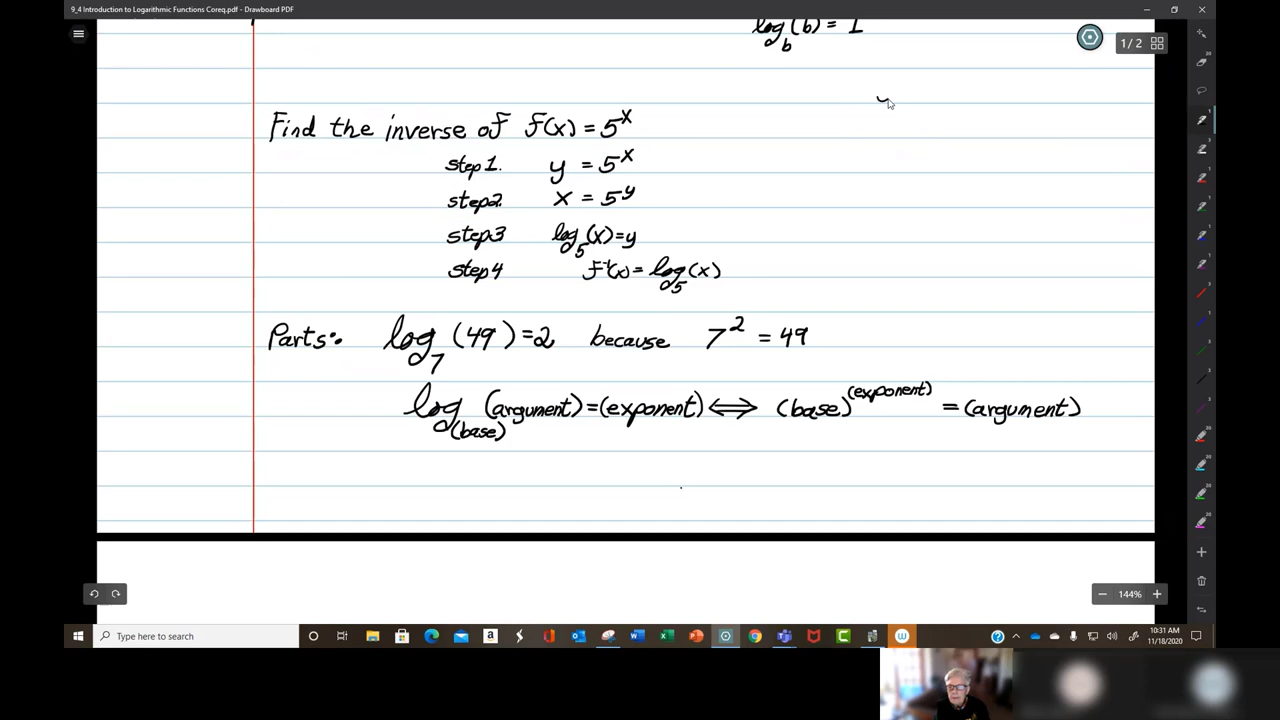 9_4 Introduction to Logarithmic Functions Coreq.pdf - Drawboard PDF
log_b(b) = 1
1/2
Find the inverse of f(x) = 5^x
step 1. y = 5^x
step 2. x = 5^y
step 3 log_5(x) = y
step 4 f^-1(x) = log_5(x)
Parts: log_7(49) = 2 because 7^2 = 49
log_(base)(argument) = (exponent) ⟺ (base)^(exponent) = (argument)
144%
Type here to search
10:31 AM
11/18/2020